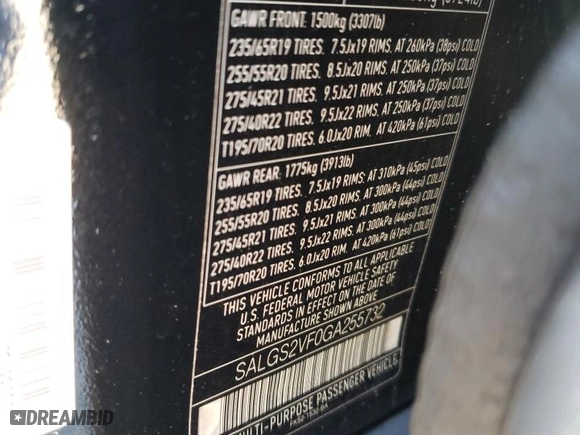 GAWR FRONT: 1500kg (3307lb)
235/65R19 TIRES. 7.5Jx19 RIMS. AT 260kPa (38psi) COLD
255/55R20 TIRES. 8.5Jx20 RIMS. AT 250kPa (37psi) COLD
275/45R21 TIRES. 9.5Jx21 RIMS. AT 250kPa (37psi) COLD
275/40R22 TIRES. 9.5Jx22 RIMS. AT 250kPa (37psi) COLD
T195/70R20 TIRES. 6.0Jx20 RIM. AT 420kPa (61psi) COLD
GAWR REAR: 1775kg (3913lb)
235/65R19 TIRES. 7.5Jx19 RIMS. AT 310kPa (45psi) COLD
255/55R20 TIRES. 8.5Jx20 RIMS. AT 300kPa (44psi) COLD
275/45R21 TIRES. 9.5Jx21 RIMS. AT 300kPa (44psi) COLD
275/40R22 TIRES. 9.5Jx22 RIMS. AT 300kPa (44psi) COLD
T195/70R20 TIRES. 6.0Jx20 RIM. AT 420kPa (61psi) COLD
THIS VEHICLE CONFORMS TO ALL APPLICABLE
U.S. FEDERAL MOTOR VEHICLE SAFETY
STANDARDS IN EFFECT ON THE DATE OF
MANUFACTURE SHOWN ABOVE.
SALGS2VF0GA255732
MULTI-PURPOSE PASSENGER VEHICLE
DREAMBID